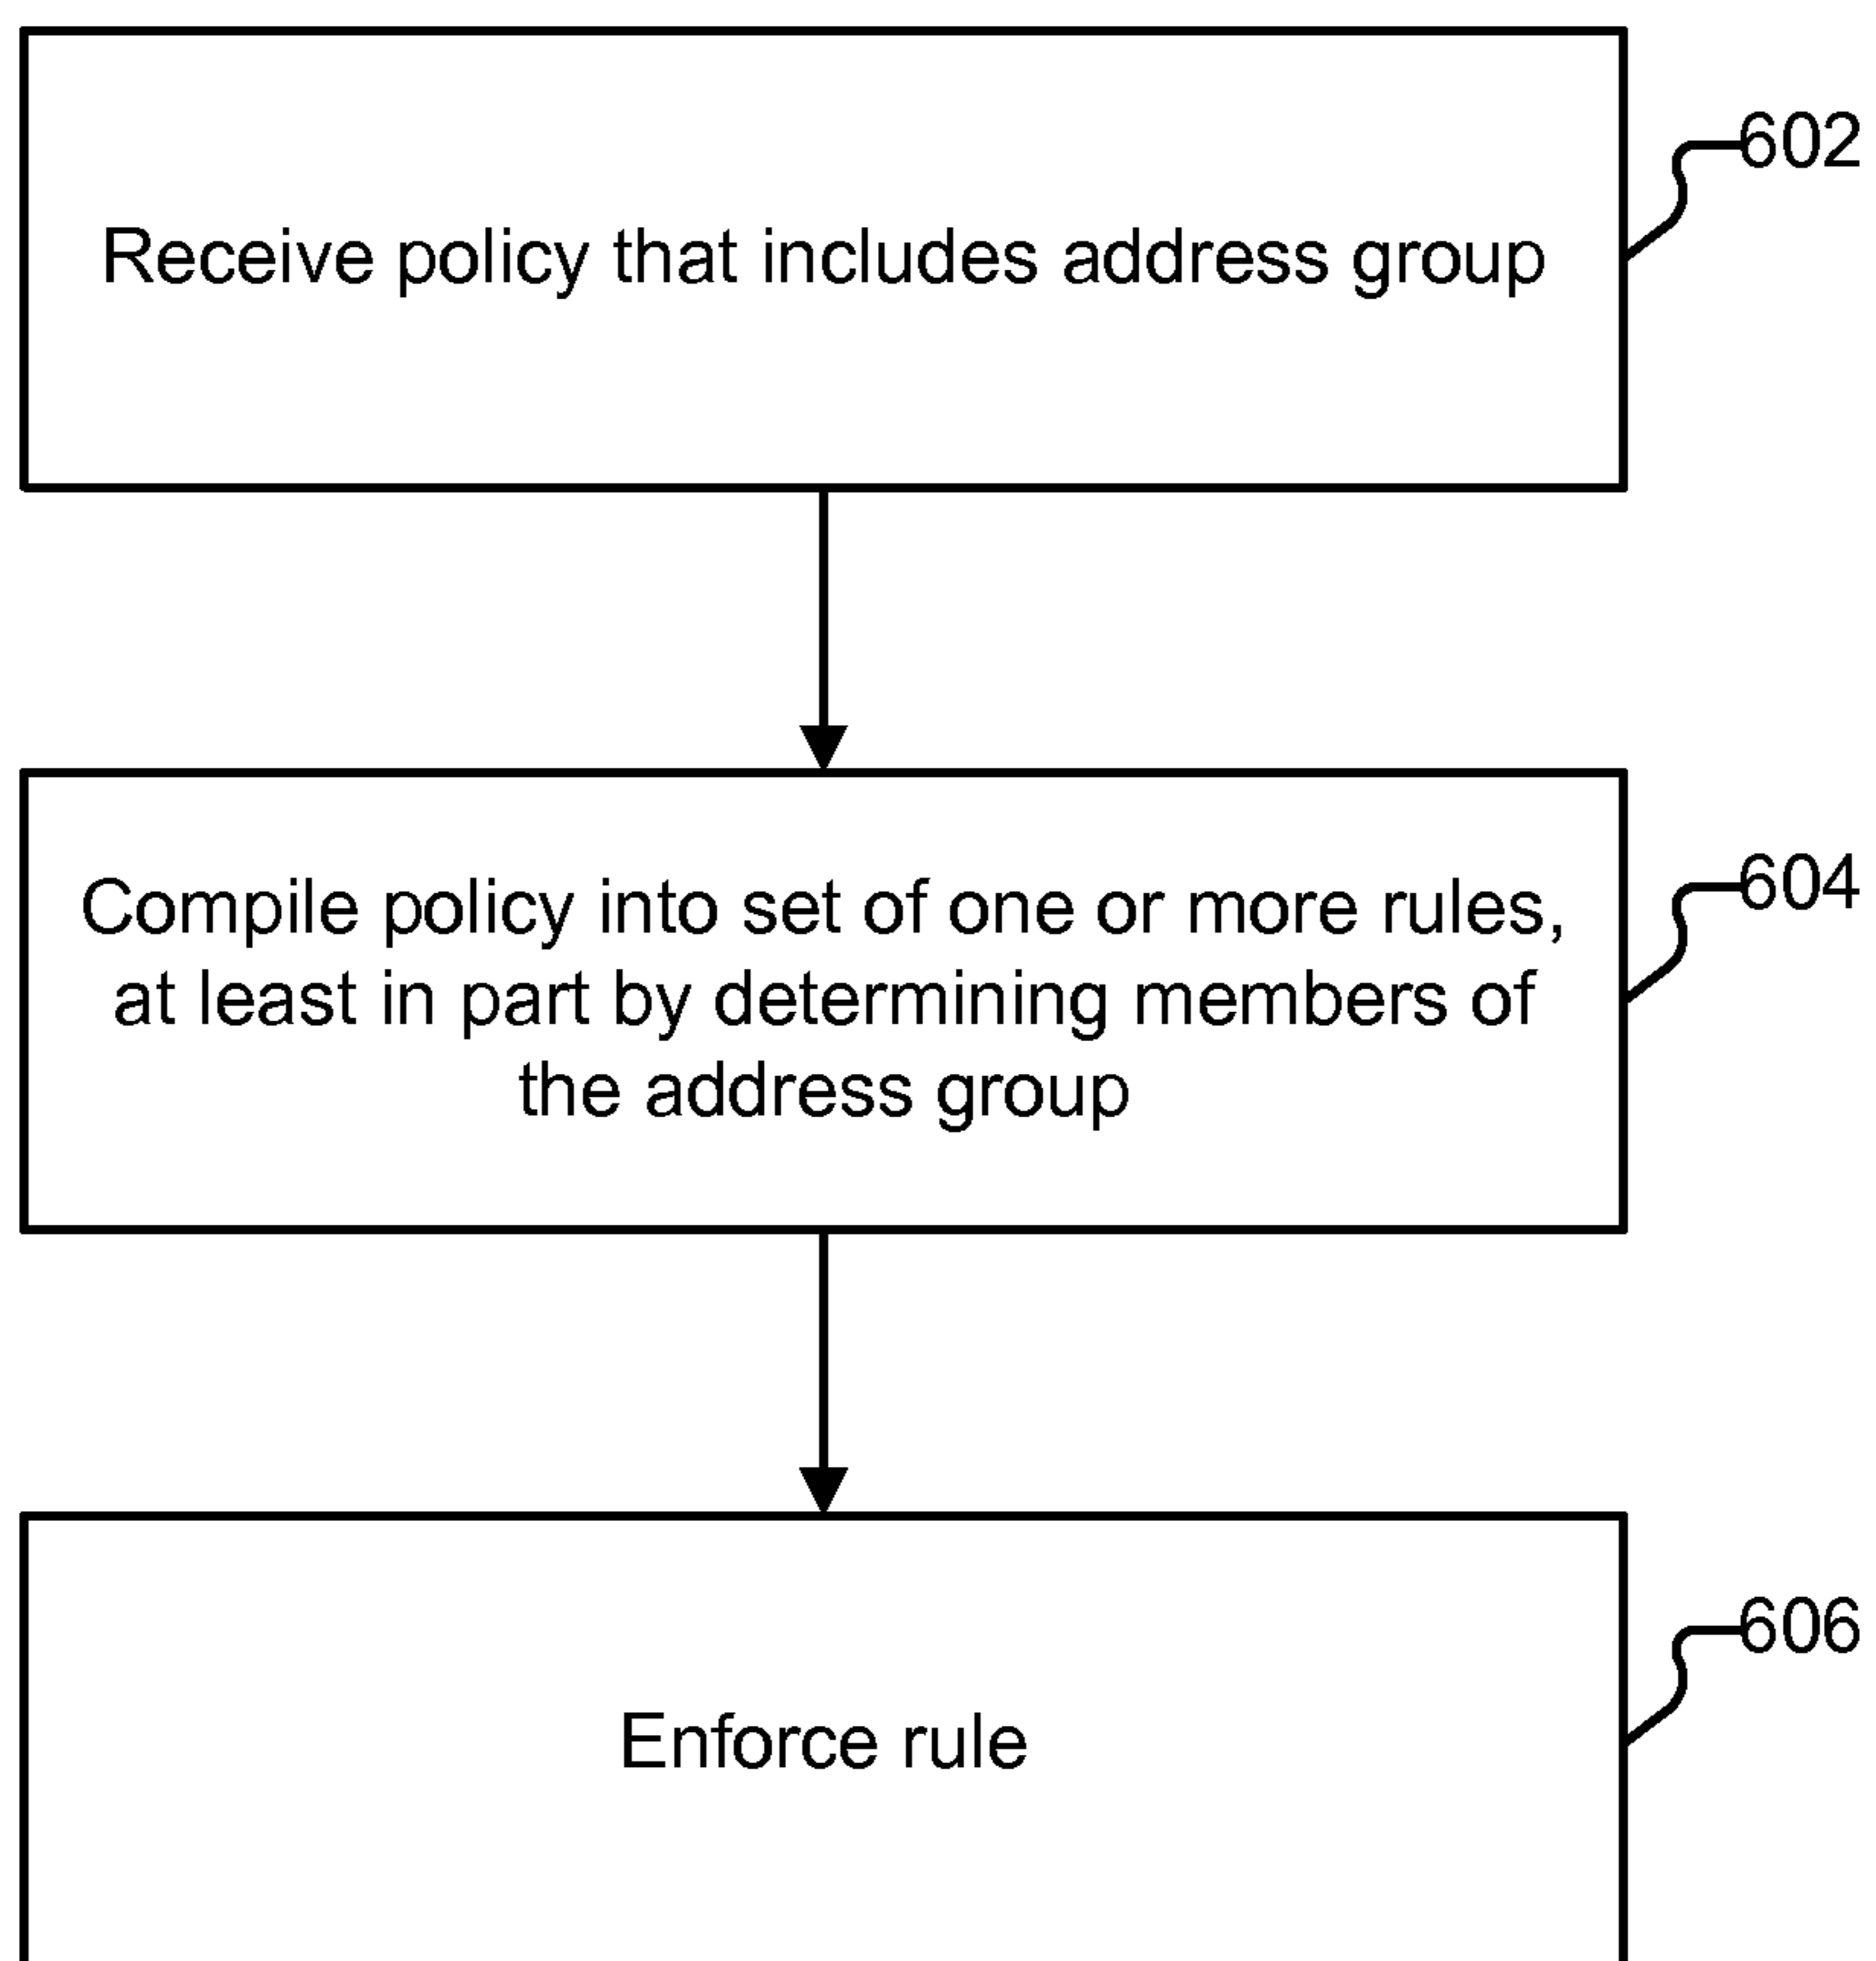 Receive policy that includes address group
602
Compile policy into set of one or more rules,
at least in part by determining members of
the address group
604
Enforce rule
606